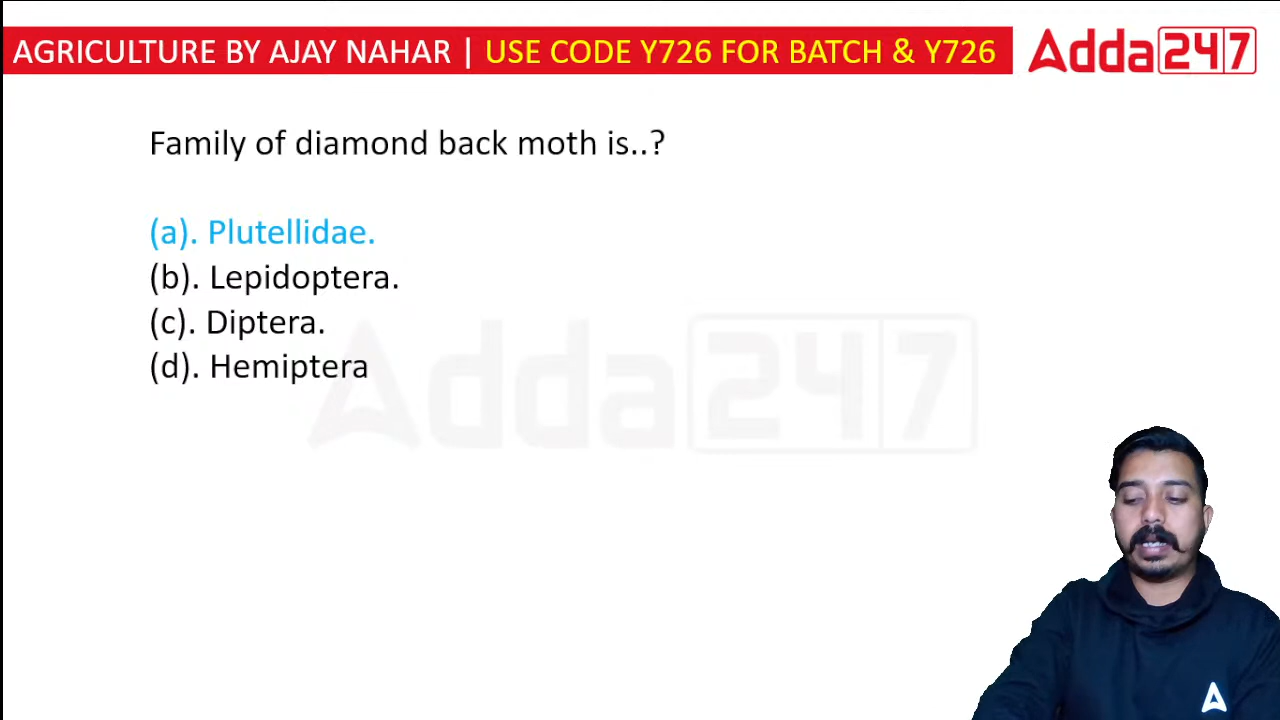 AGRICULTURE BY AJAY NAHAR | USE CODE Y726 FOR BATCH & Y726
Adda247
Family of diamond back moth is..?
(a). Plutellidae.
(b). Lepidoptera.
(c). Diptera.
(d). Hemiptera
Adda247